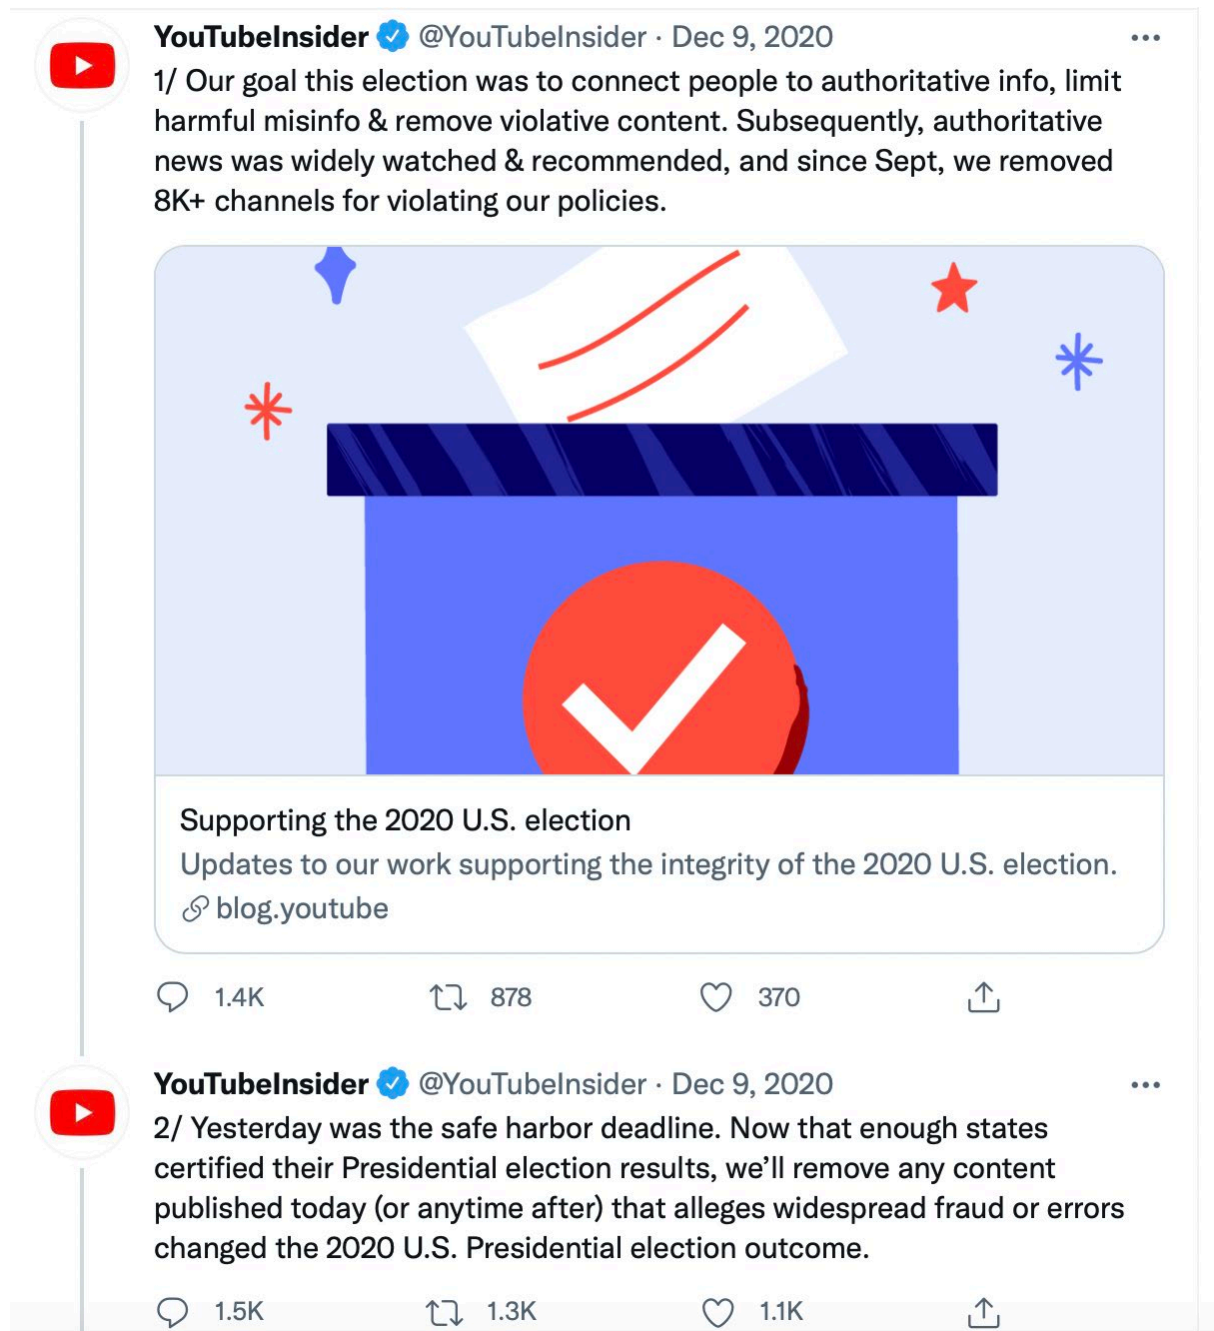 YouTubeInsider @YouTubeInsider · Dec 9, 2020
1/ Our goal this election was to connect people to authoritative info, limit
harmful misinfo & remove violative content. Subsequently, authoritative
news was widely watched & recommended, and since Sept, we removed
8K+ channels for violating our policies.
Supporting the 2020 U.S. election
Updates to our work supporting the integrity of the 2020 U.S. election.
blog.youtube
1.4K 878 370
YouTubeInsider @YouTubeInsider · Dec 9, 2020
2/ Yesterday was the safe harbor deadline. Now that enough states
certified their Presidential election results, we’ll remove any content
published today (or anytime after) that alleges widespread fraud or errors
changed the 2020 U.S. Presidential election outcome.
1.5K 1.3K 1.1K